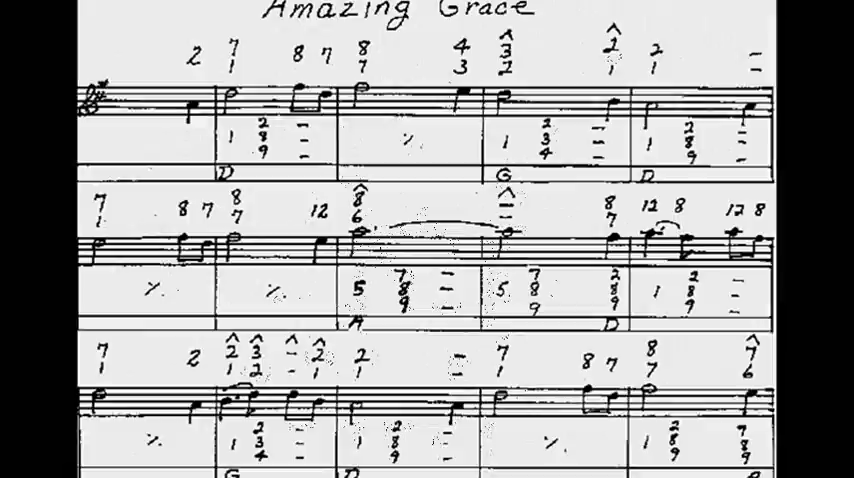 Amazing Grace
2 7 8 7 8 4 3 2 2 –
1 7 3 2 1 1 –
2 – 2 – 2 –
1 8 – ٪ 1 3 – 1 8 –
9 – 4 – 9 –
D G D
7 8 7 8 12 8 – 8 12 8 12 8
1 7 6 – 7
7 – 7 2 2 –
٪ ٪ 5 8 – 5 8 8 1 8 –
9 – 9 9 9 –
A D
7 2 2 3 – 2 2 – 7 8 7 8 7
1 1 2 – 1 1 – 1 7 6
2 – 2 – 2 7
٪ 1 3 – 1 8 – ٪ 1 8 8
4 – 9 – 9 9
G D